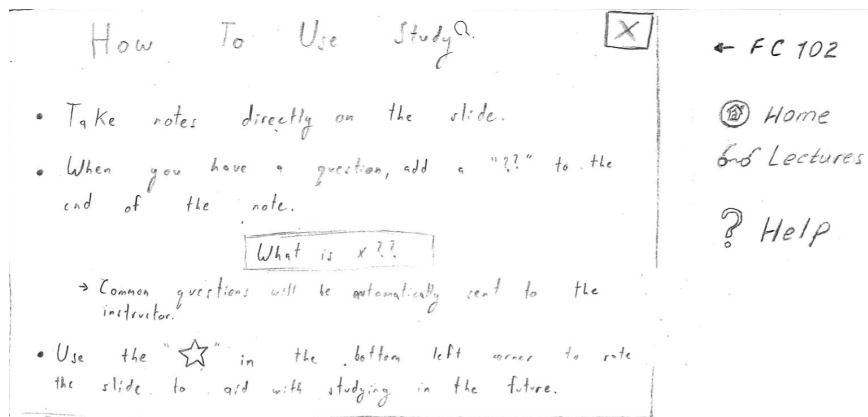 How To Use StudyQ.
X
• Take notes directly on the slide.
• When you have a question, add a "??" to the
end of the note.
What is x??
→ Common questions will be automatically sent to the
instructor.
• Use the "☆" in the bottom left corner to rate
the slide to aid with studying in the future.
← FC 102
Home
Lectures
? Help